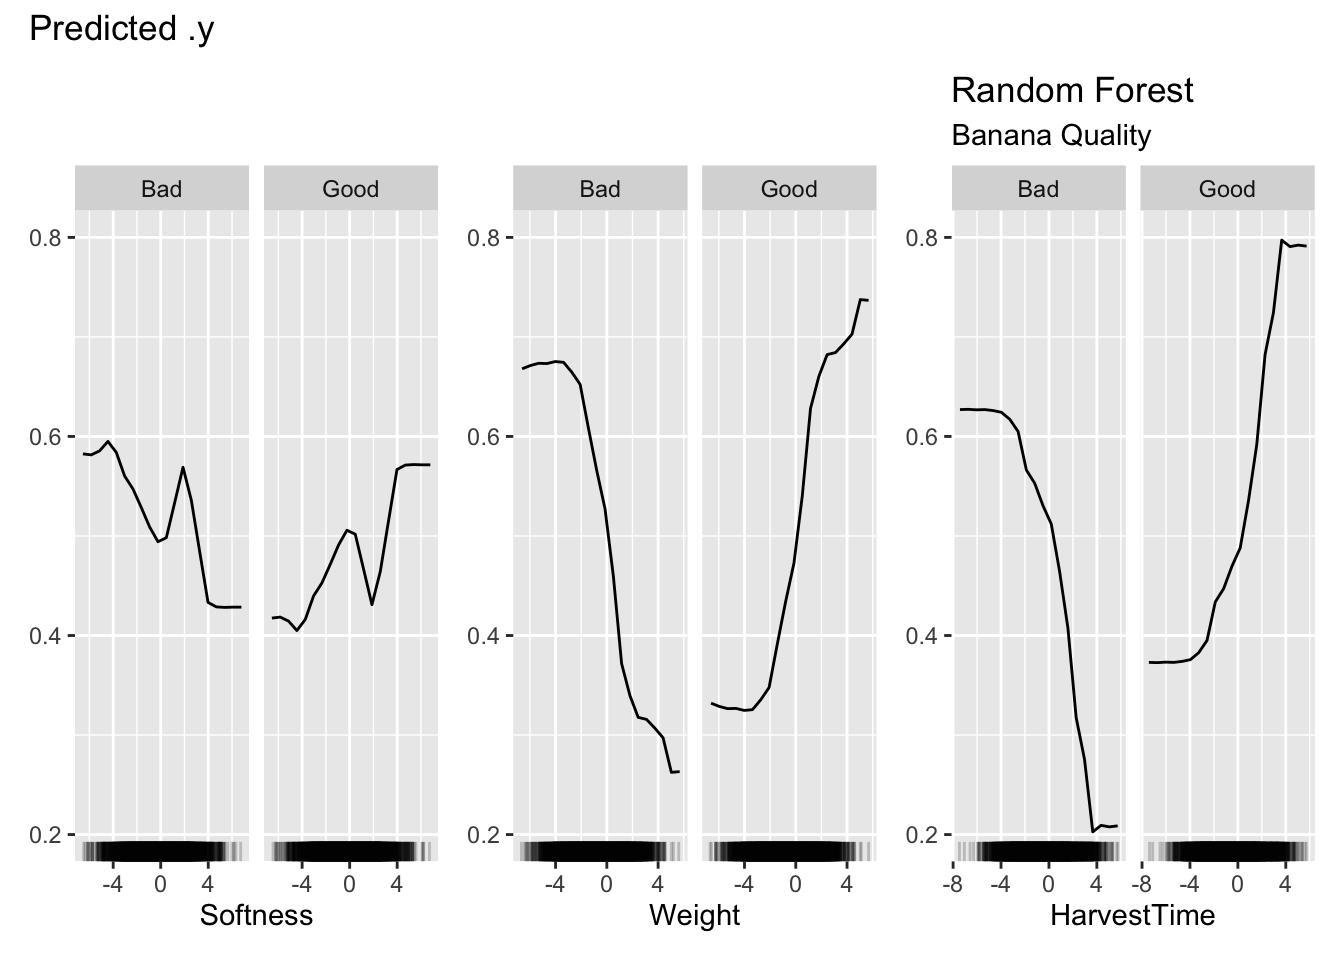 Predicted .y
Random Forest
Banana Quality
Bad Good Bad Good Bad Good
0.8 0.8 0.8
0.6 0.6 0.6
0.4 0.4 0.4
0.2 0.2 0.2
-4 0 4 -4 0 4 -4 0 4 -4 0 4 -8 -4 0 4 -8 -4 0 4
Softness Weight HarvestTime